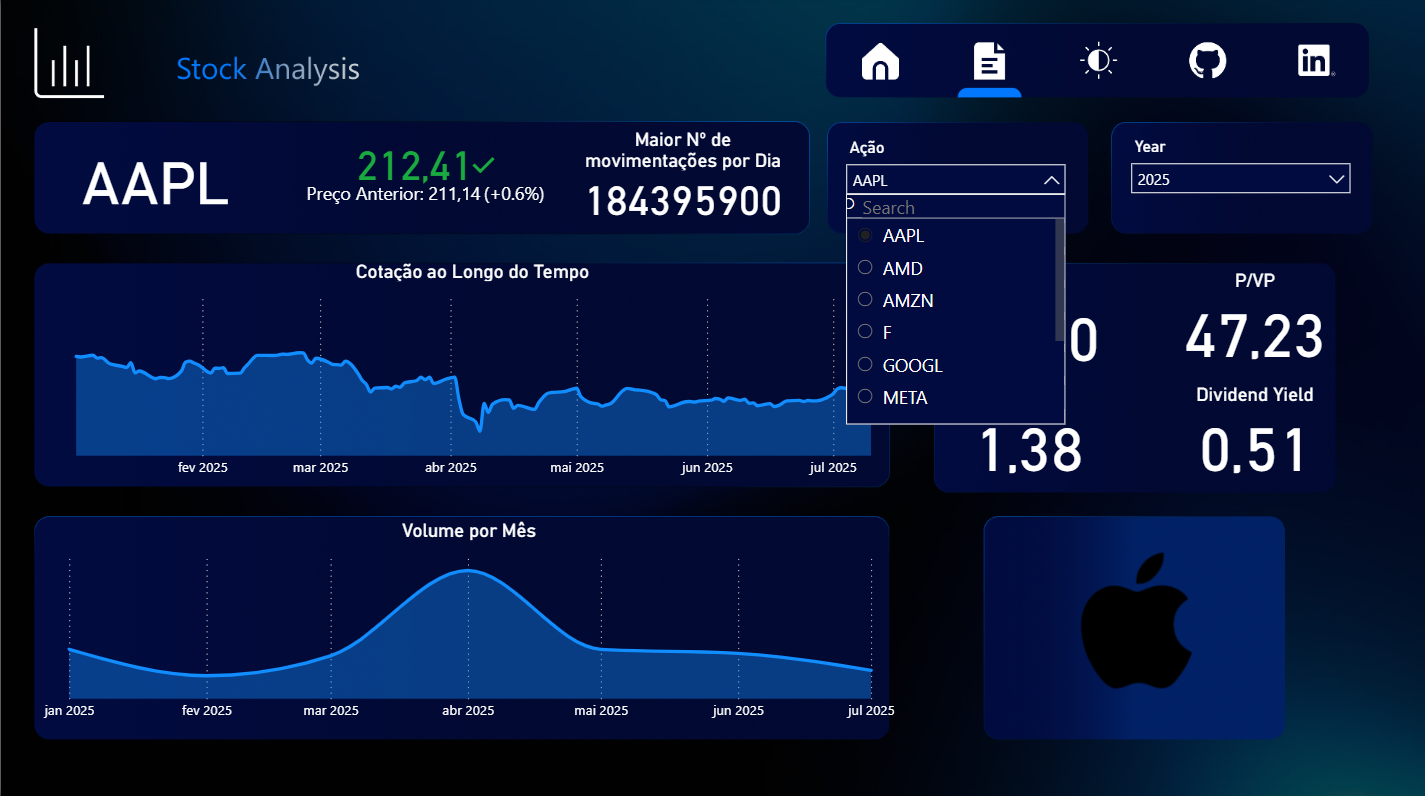 Stock Analysis
in
AAPL
212,41
Preço Anterior: 211,14 (+0.6%)
Maior Nº de
movimentações por Dia
184395900
Ação
AAPL
Search
AAPL
AMD
AMZN
F
GOOGL
META
Year
2025
Cotação ao Longo do Tempo
fev 2025
mar 2025
abr 2025
mai 2025
jun 2025
jul 2025
0
P/VP
47,23
1,38
Dividend Yield
0,51
Volume por Mês
jan 2025
fev 2025
mar 2025
abr 2025
mai 2025
jun 2025
jul 2025